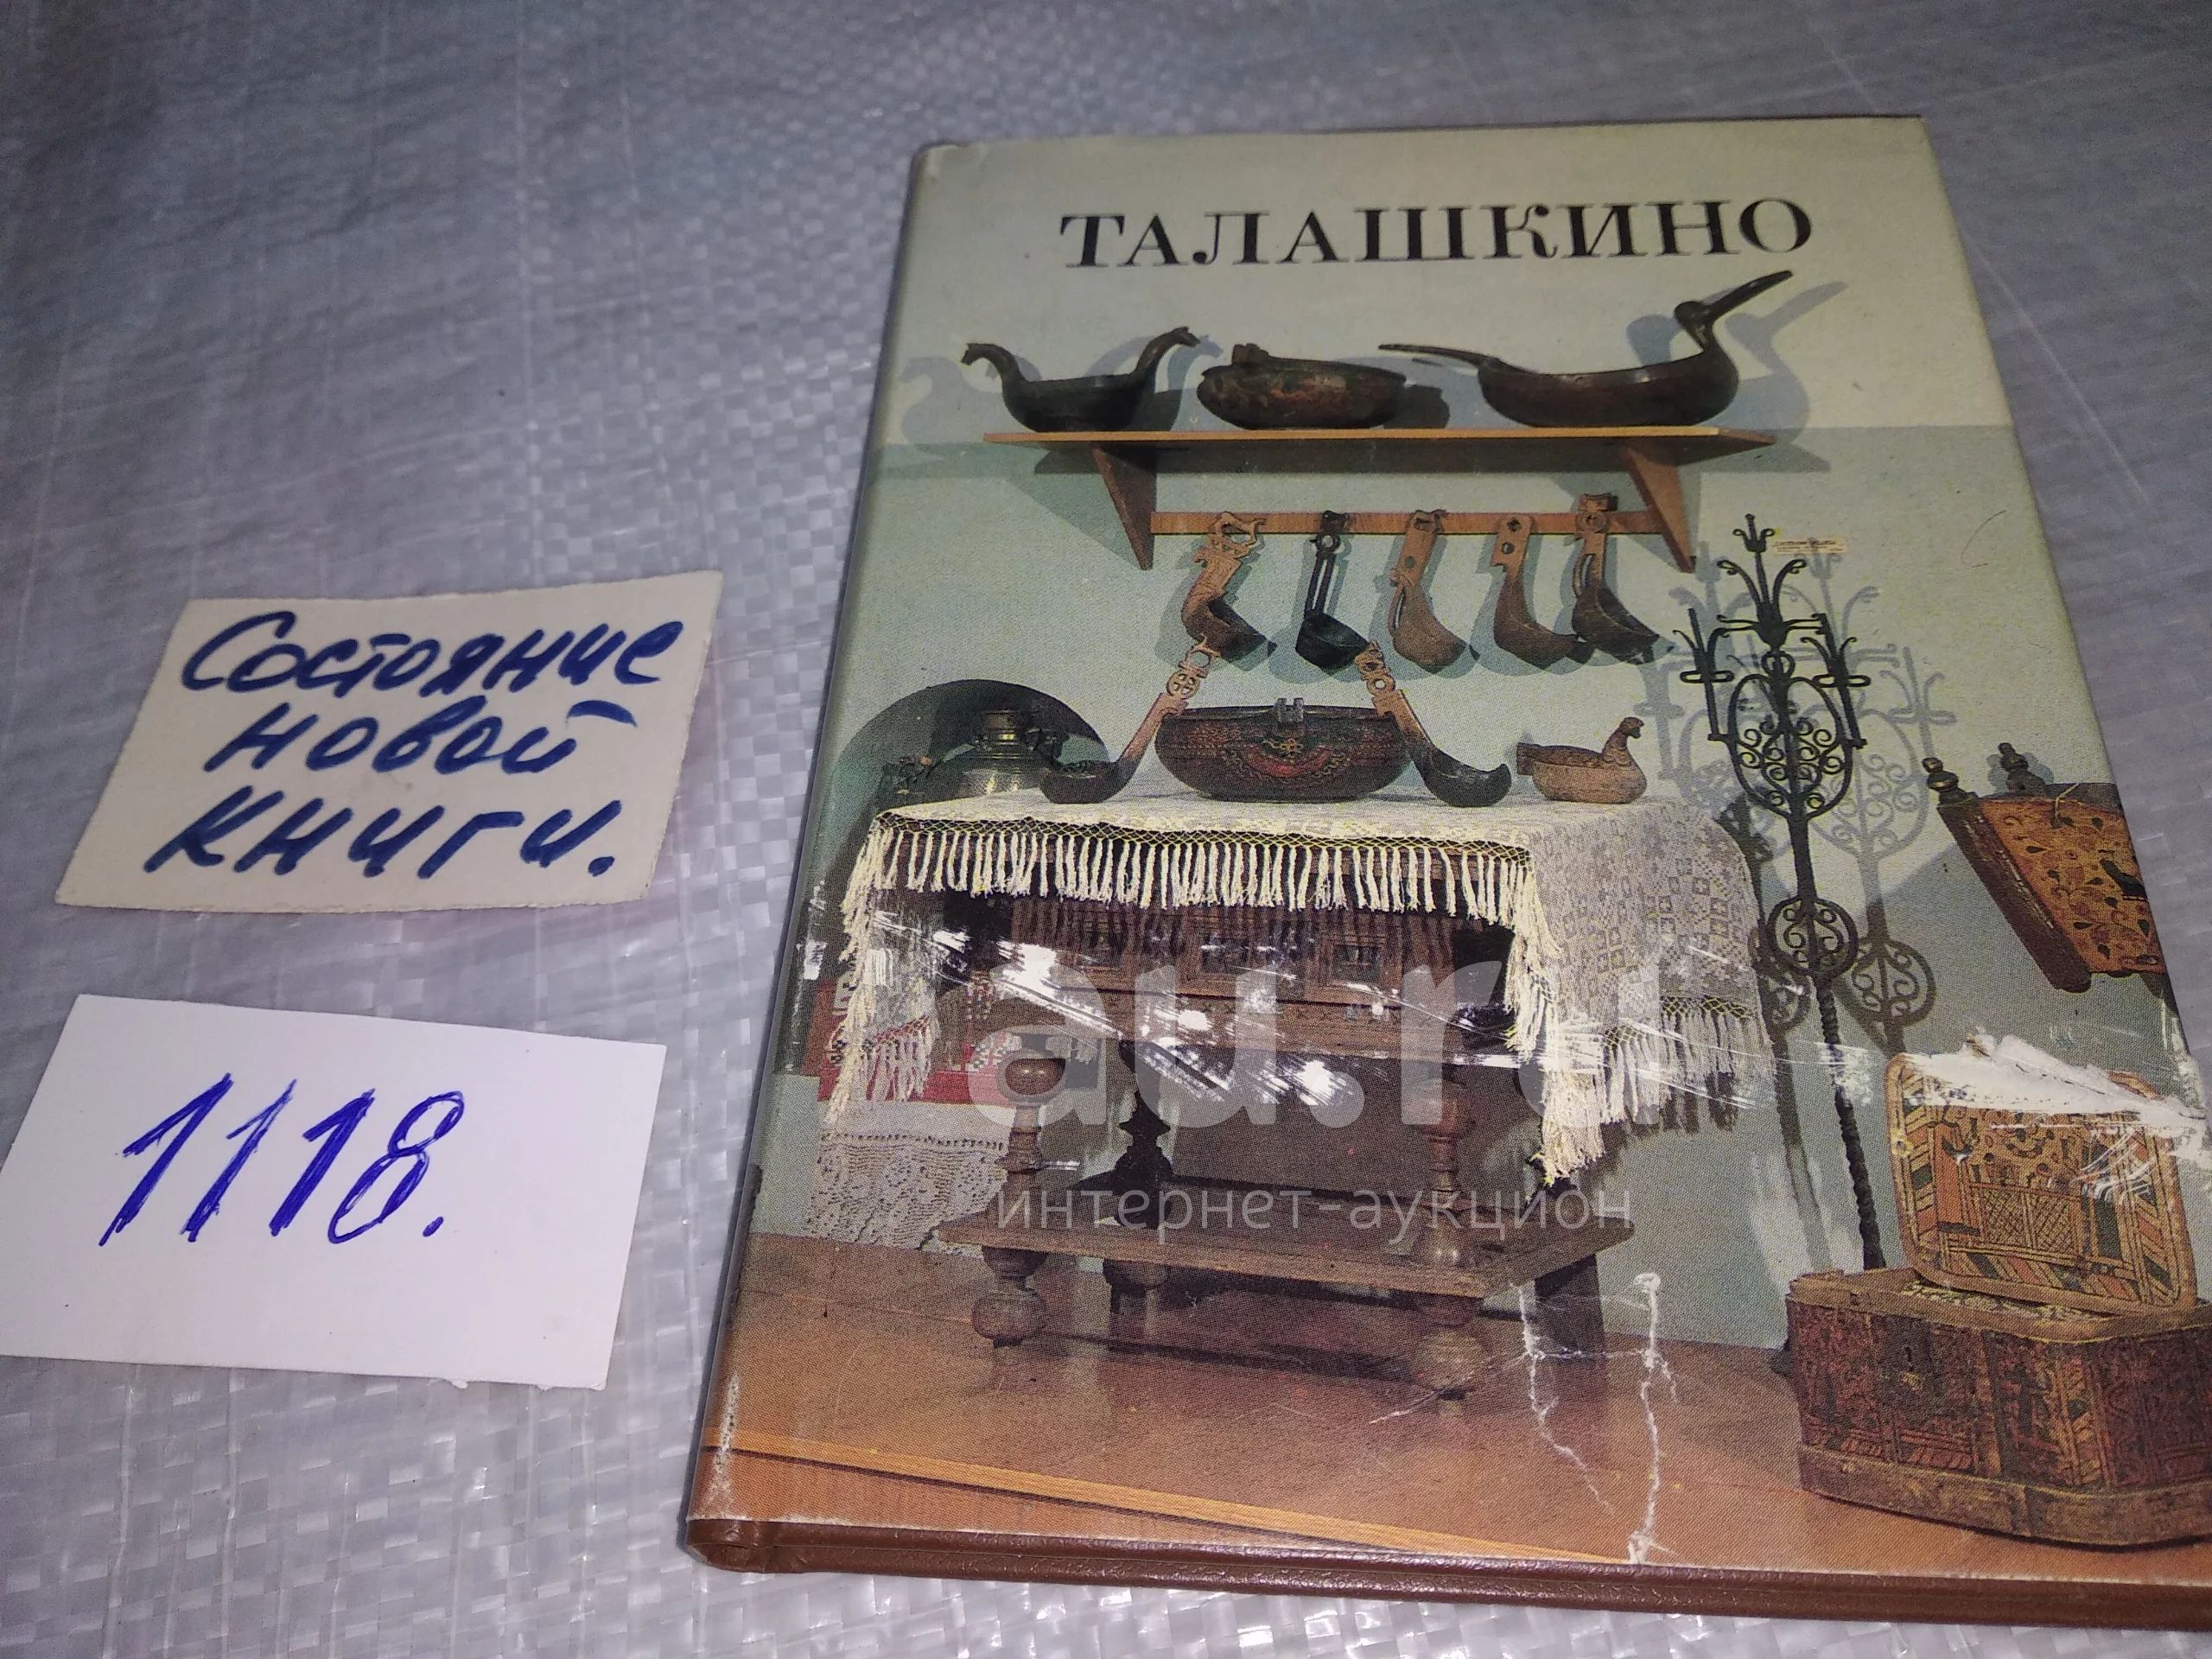 ТАЛАШКИНО
Состояние
новой
книги.
1118.
au.ru
интернет-аукцион